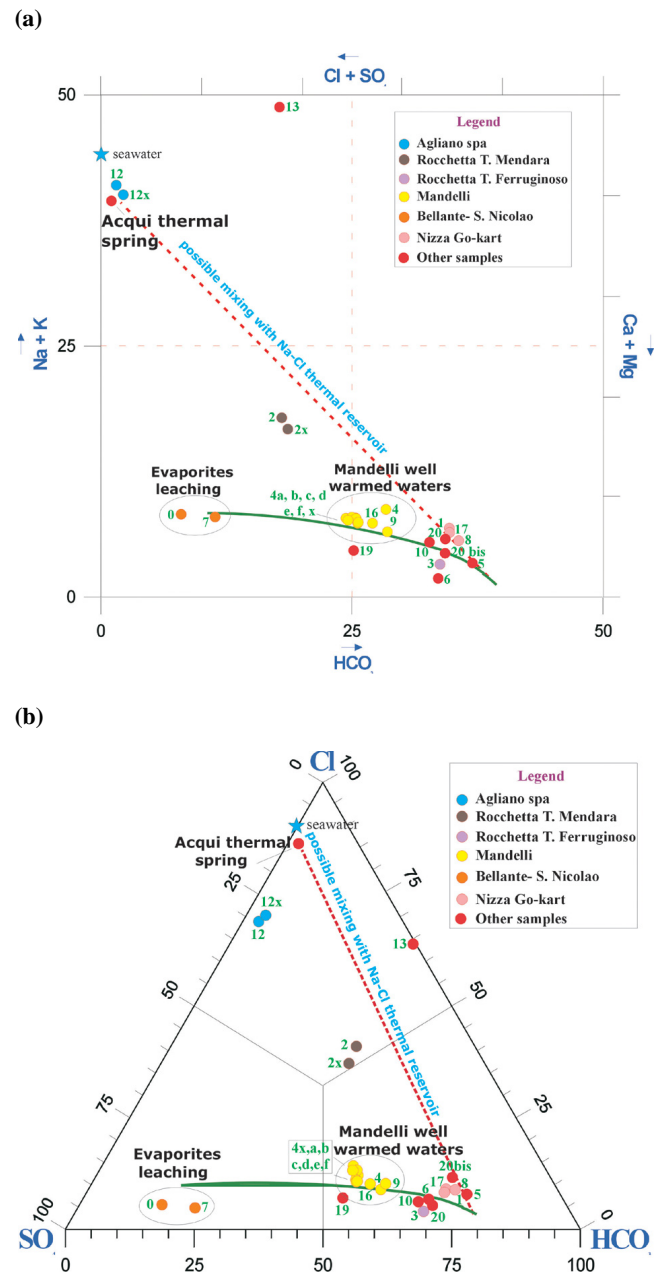 (a)
Cl + SO4
50
13
Legend
Agliano spa
Rocchetta T. Mendara
Rocchetta T. Ferruginoso
Mandelli
Bellante- S. Nicolao
Nizza Go-kart
Other samples
seawater
12
12x
Acqui thermal
spring
possible mixing with Na-Cl thermal reservoir
Na + K
25
Ca + Mg
2
2x
Evaporites
leaching
Mandelli well
warmed waters
4a, b, c, d
e, f, x
16
4
9
0
7
19
1
17
20
8
10
20 bis
3
5
6
0
0
25
50
HCO
(b)
Cl
0
100
Legend
Agliano spa
Rocchetta T. Mendara
Rocchetta T. Ferruginoso
Mandelli
Bellante- S. Nicolao
Nizza Go-kart
Other samples
seawater
Acqui thermal
spring
possible mixing with Na-Cl thermal reservoir
25
75
12x
12
13
50
50
2
2x
75
25
Evaporites
leaching
Mandelli well
warmed waters
4x,a,b
c,d,e,f
4
9
16
20bis
17
8
6
5
10
1
3
20
19
0
7
100
0
SO
HCO
0
25
50
75
100